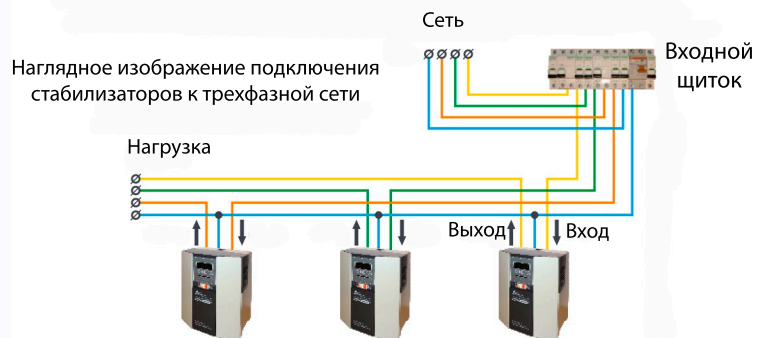 Сеть
Входной
щиток
Наглядное изображение подключения
стабилизаторов к трехфазной сети
Нагрузка
Выход
Вход